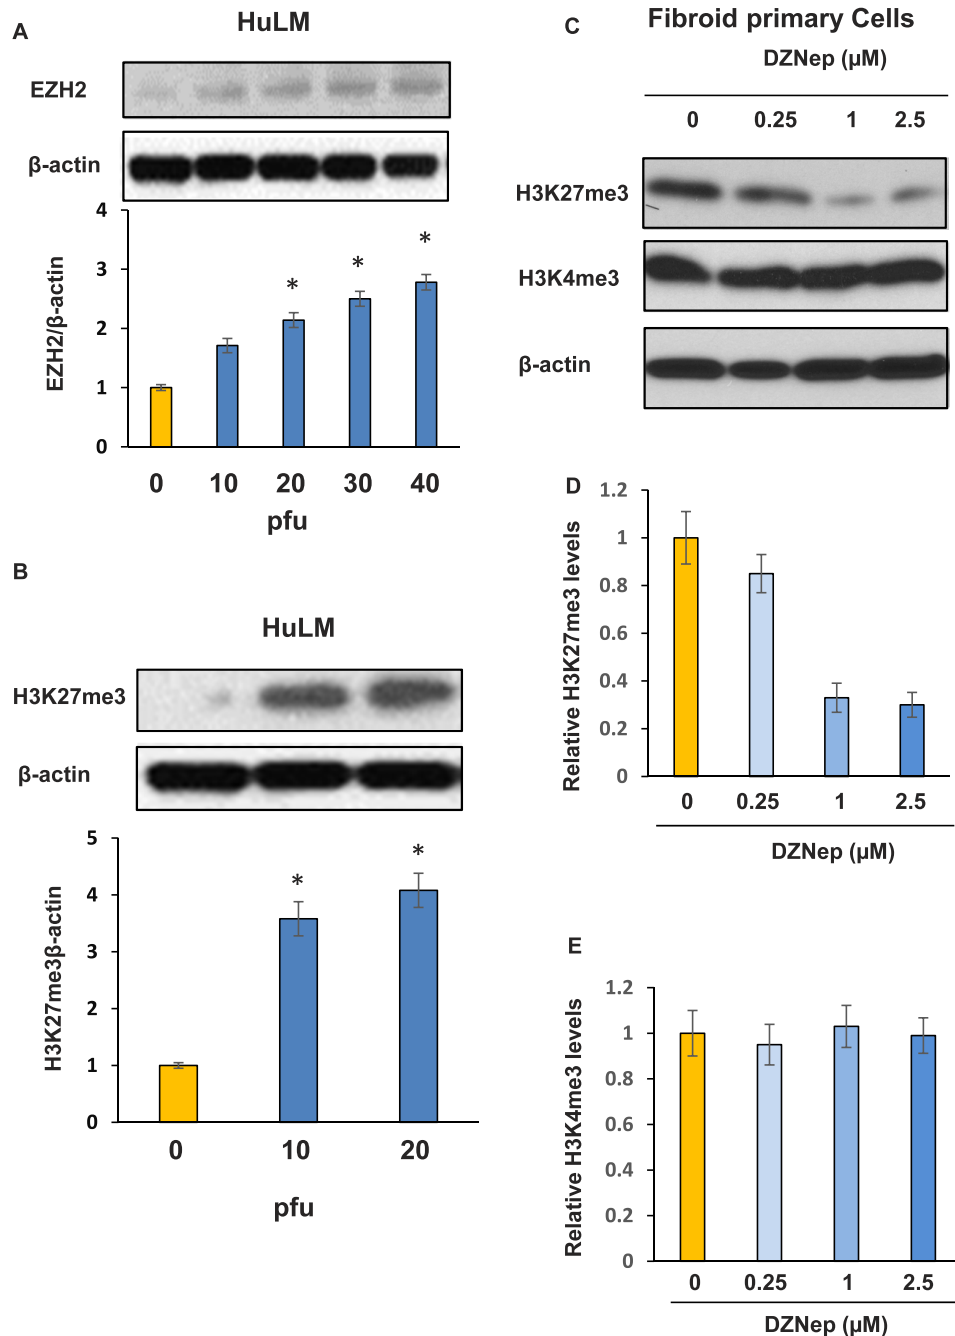 A
HuLM
EZH2
β-actin
EZH2/β-actin
4
3
2
1
0
*
*
*
0 10 20 30 40
pfu
B
HuLM
H3K27me3
β-actin
H3K27me3β-actin
5
4
3
2
1
0
*
*
0 10 20
pfu
C
Fibroid primary Cells
DZNep (µM)
0 0.25 1 2.5
H3K27me3
H3K4me3
β-actin
D
Relative H3K27me3 levels
1.2
1
0.8
0.6
0.4
0.2
0
0 0.25 1 2.5
DZNep (µM)
E
Relative H3K4me3 levels
1.2
1
0.8
0.6
0.4
0.2
0
0 0.25 1 2.5
DZNep (µM)